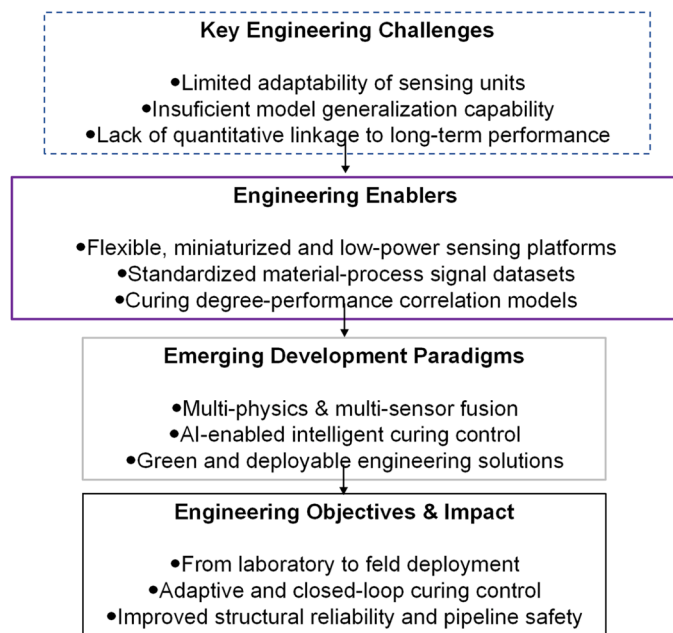 Key Engineering Challenges
●Limited adaptability of sensing units
●Insuficient model generalization capability
●Lack of quantitative linkage to long-term performance
Engineering Enablers
●Flexible, miniaturized and low-power sensing platforms
●Standardized material-process signal datasets
●Curing degree-performance correlation models
Emerging Development Paradigms
●Multi-physics & multi-sensor fusion
●AI-enabled intelligent curing control
●Green and deployable engineering solutions
Engineering Objectives & Impact
●From laboratory to feld deployment
●Adaptive and closed-loop curing control
●Improved structural reliability and pipeline safety